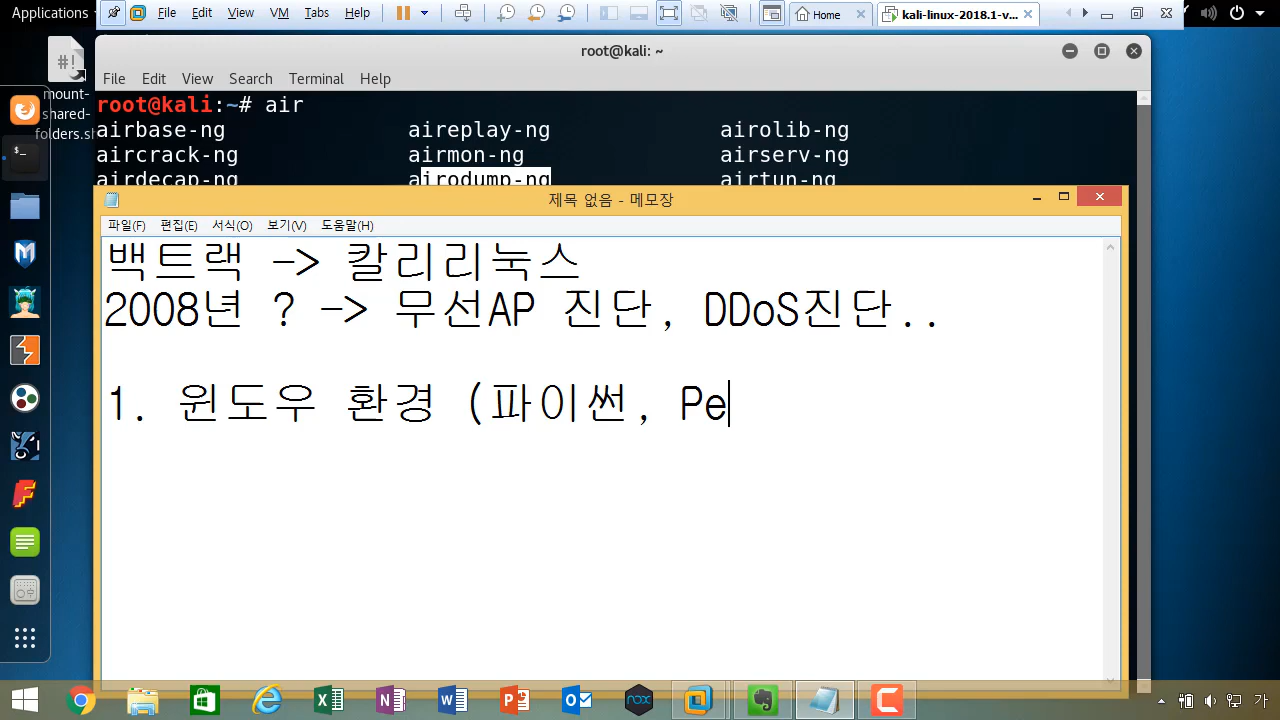 Applications
File Edit View VM Tabs Help
Home
kali-linux-2018.1-v...
mount-
shared-
folders.sh
root@kali: ~
File Edit View Search Terminal Help
root@kali:~# air
airbase-ng aireplay-ng airolib-ng
aircrack-ng airmon-ng airserv-ng
airdecap-ng airodump-ng airtun-ng
제목 없음 - 메모장
파일(F) 편집(E) 서식(O) 보기(V) 도움말(H)
백트랙 -> 칼리리눅스
2008년 ? -> 무선AP 진단, DDoS진단..
1. 윈도우 환경 (파이썬, Pe
nox
가